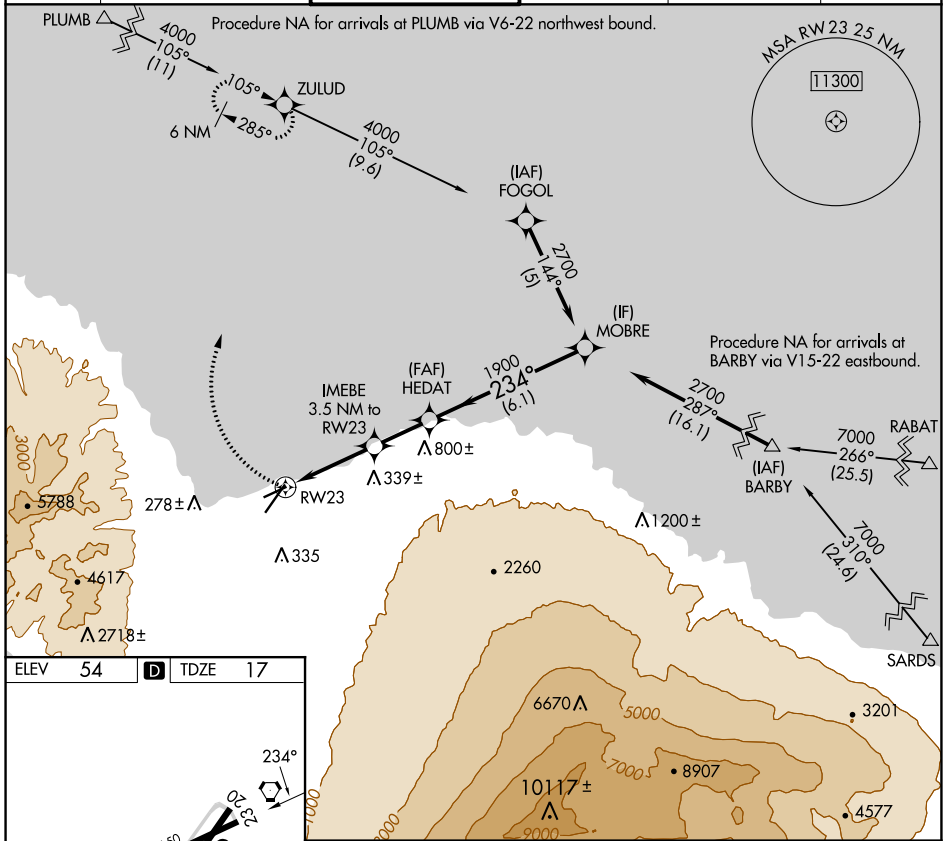 Procedure NA for arrivals at PLUMB via V6-22 northwest bound.
PLUMB
4000
105°
(11)
105°
ZULUD
285°
6 NM
4000
105°
(9.6)
MSA RW23 25 NM
11300
(IAF)
FOGOL
2700
144°
(5)
(IF)
MOBRE
Procedure NA for arrivals at
BARBY via V15-22 eastbound.
1900
234°
(6.1)
(FAF)
HEDAT
IMEBE
3.5 NM to
RW23
2700
287°
(16.1)
(IAF)
BARBY
7000
266°
(25.5)
RABAT
7000
310°
(24.6)
SARDS
800±
339±
RW23
278±
335
1200±
3000
5788
4617
2718±
2260
6670
5000
7000
8907
3201
10117±
9000
4577
1000
ELEV 54
D
TDZE 17
234°
23
20